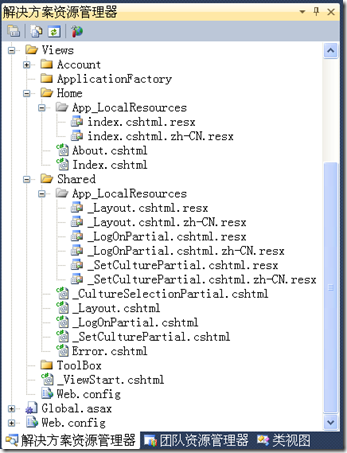 解决方案资源管理器
Views
Account
ApplicationFactory
Home
App_LocalResources
index.cshtml.resx
index.cshtml.zh-CN.resx
About.cshtml
Index.cshtml
Shared
App_LocalResources
_Layout.cshtml.resx
_Layout.cshtml.zh-CN.resx
_LogOnPartial.cshtml.resx
_LogOnPartial.cshtml.zh-CN.resx
_SetCulturePartial.cshtml.resx
_SetCulturePartial.cshtml.zh-CN.resx
_CultureSelectionPartial.cshtml
_Layout.cshtml
_LogOnPartial.cshtml
_SetCulturePartial.cshtml
Error.cshtml
ToolBox
_ViewStart.cshtml
Web.config
Global.asax
Web.config
解决方案资源管理器 团队资源管理器 类视图